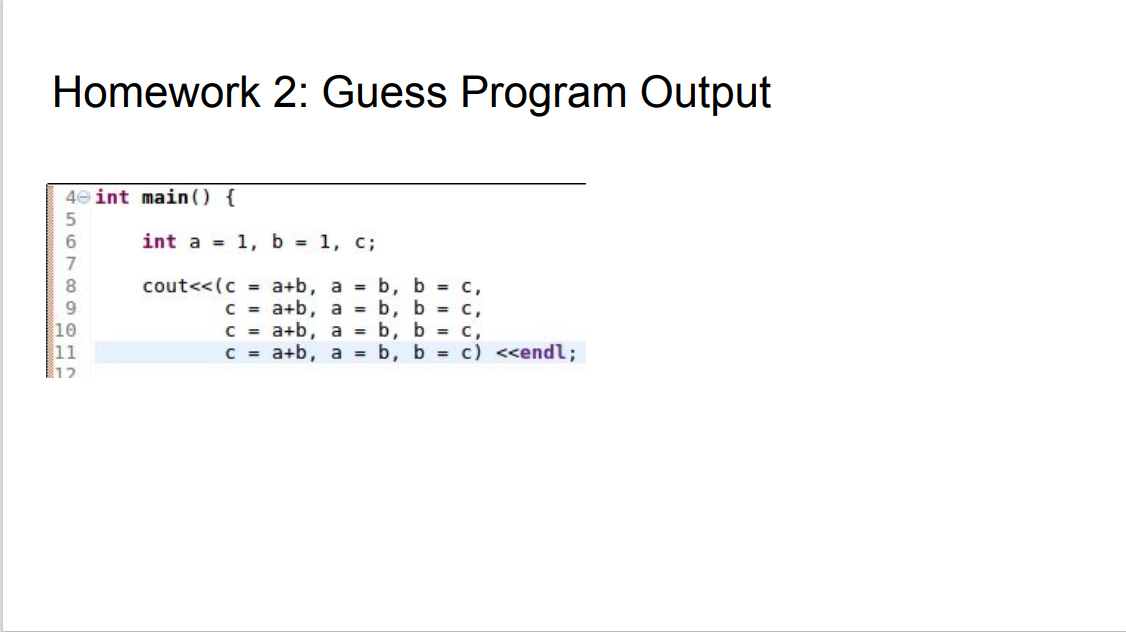 Homework 2: Guess Program Output
4 int main() {
5
6 int a = 1, b = 1, c;
7
8 cout<<(c = a+b, a = b, b = c,
9 c = a+b, a = b, b = c,
10 c = a+b, a = b, b = c,
11 c = a+b, a = b, b = c) <<endl;
12